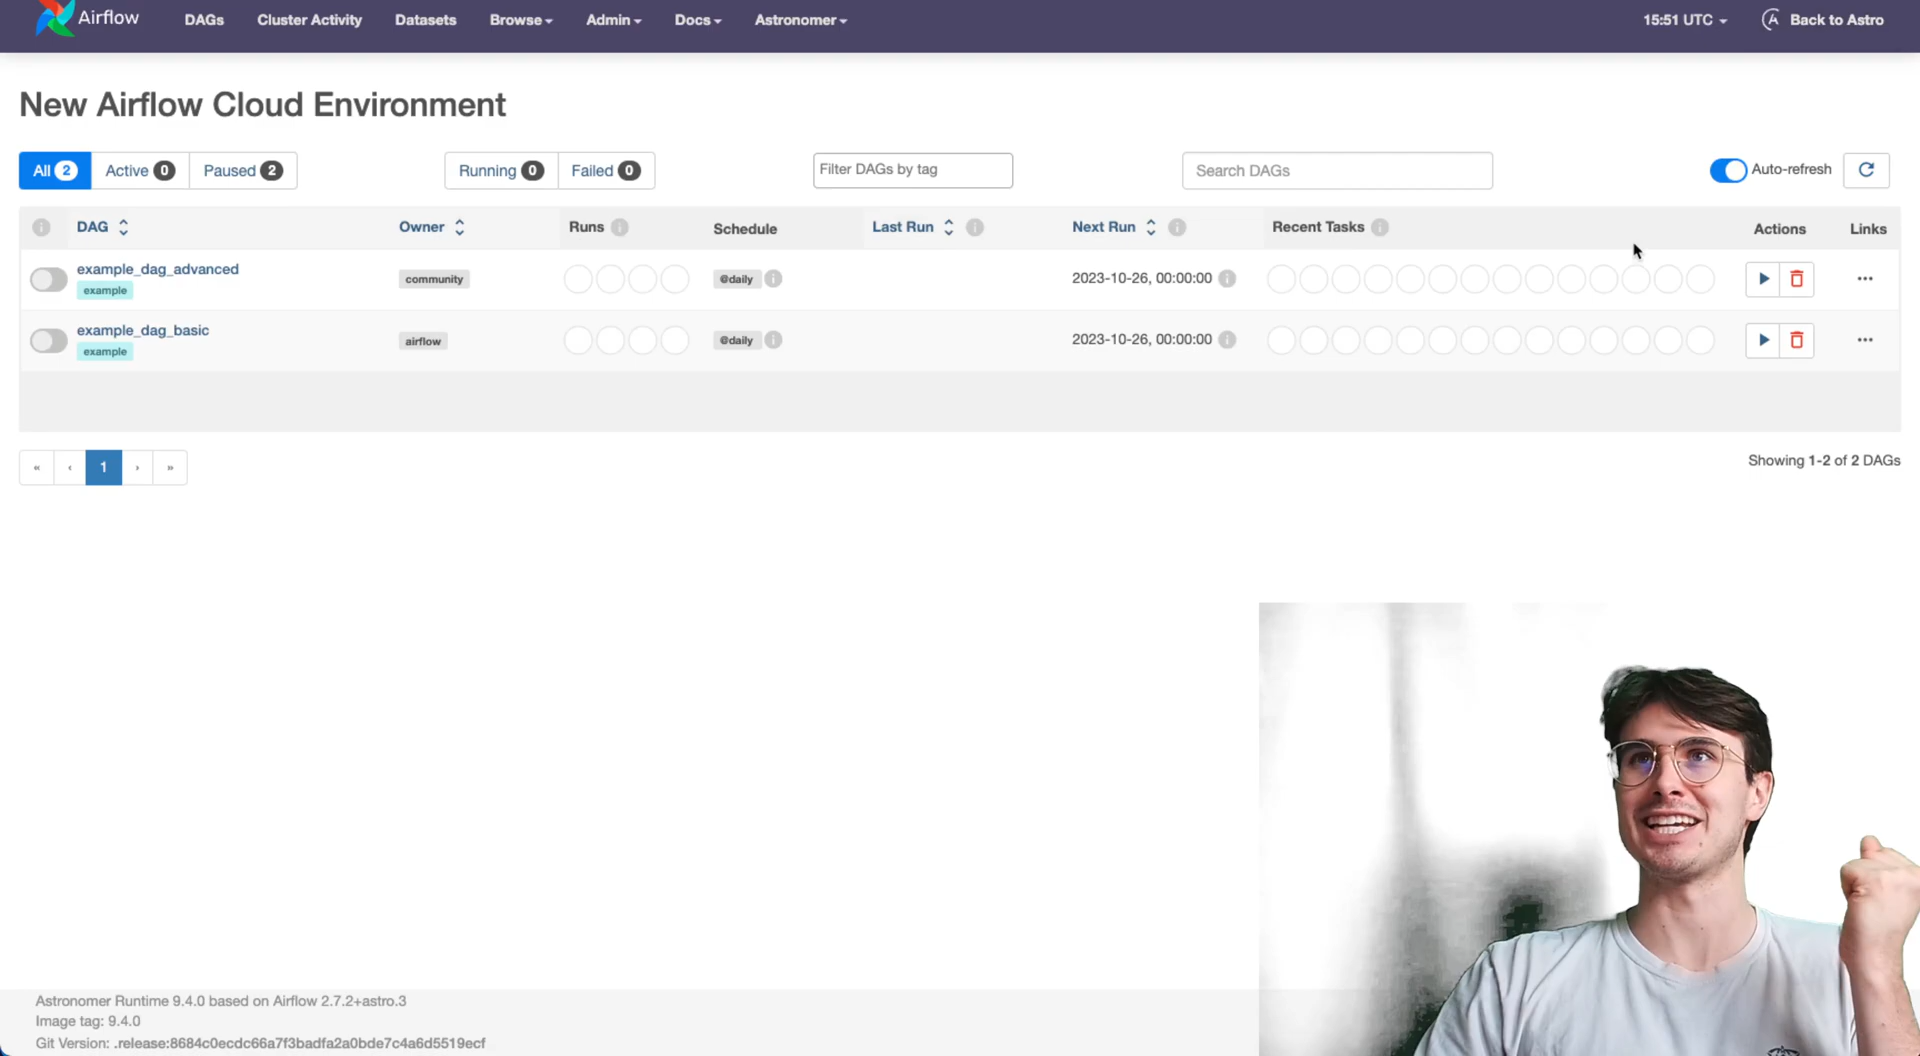 Airflow DAGs Cluster Activity Datasets Browse Admin Docs Astronomer 15:51 UTC Back to Astro
New Airflow Cloud Environment
All 2 Active 0 Paused 2 Running 0 Failed 0 Filter DAGs by tag Search DAGs Auto-refresh
DAG Owner Runs Schedule Last Run Next Run Recent Tasks Actions Links
example_dag_advanced community @daily 2023-10-26, 00:00:00
example
example_dag_basic airflow @daily 2023-10-26, 00:00:00
example
« ‹ 1 › » Showing 1-2 of 2 DAGs
Astronomer Runtime 9.4.0 based on Airflow 2.7.2+astro.3
Image tag: 9.4.0
Git Version: .release:8684c0ecdc66a7f3badfa2a0bde7c4a6d5519ecf